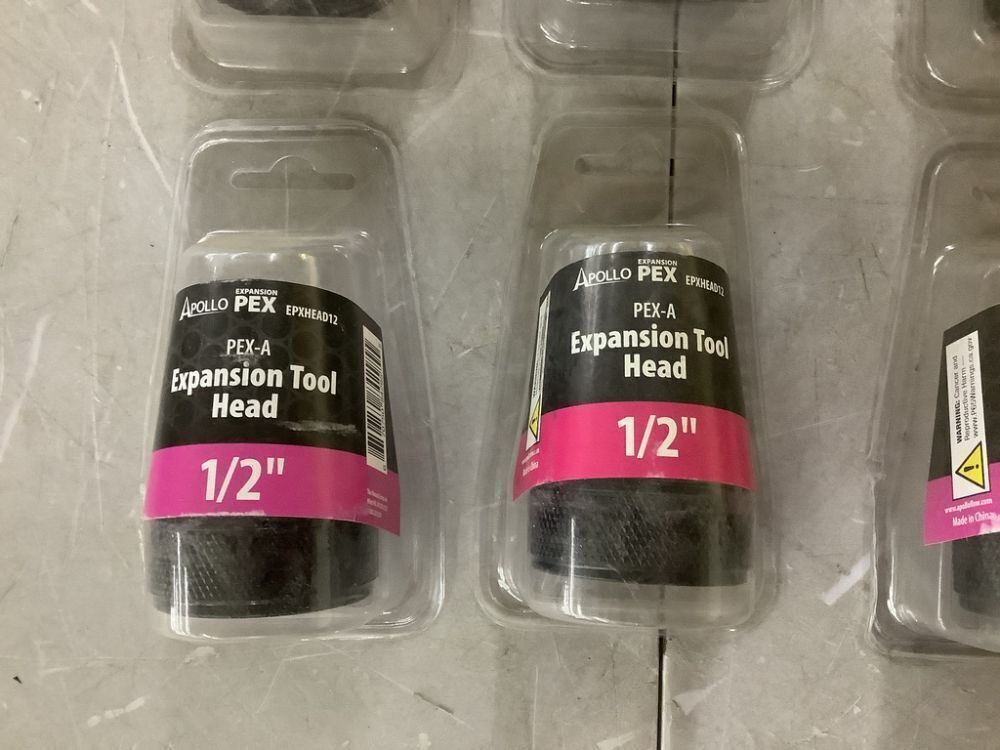 APOLLO EXPANSION PEX EPXHEAD12
PEX-A
Expansion Tool
Head
1/2"
APOLLO EXPANSION PEX EPXHEAD12
PEX-A
Expansion Tool
Head
1/2"
WARNING: Cancer and
Reproductive Harm —
www.P65Warnings.ca.gov
www.apolloflow.com
Made in China